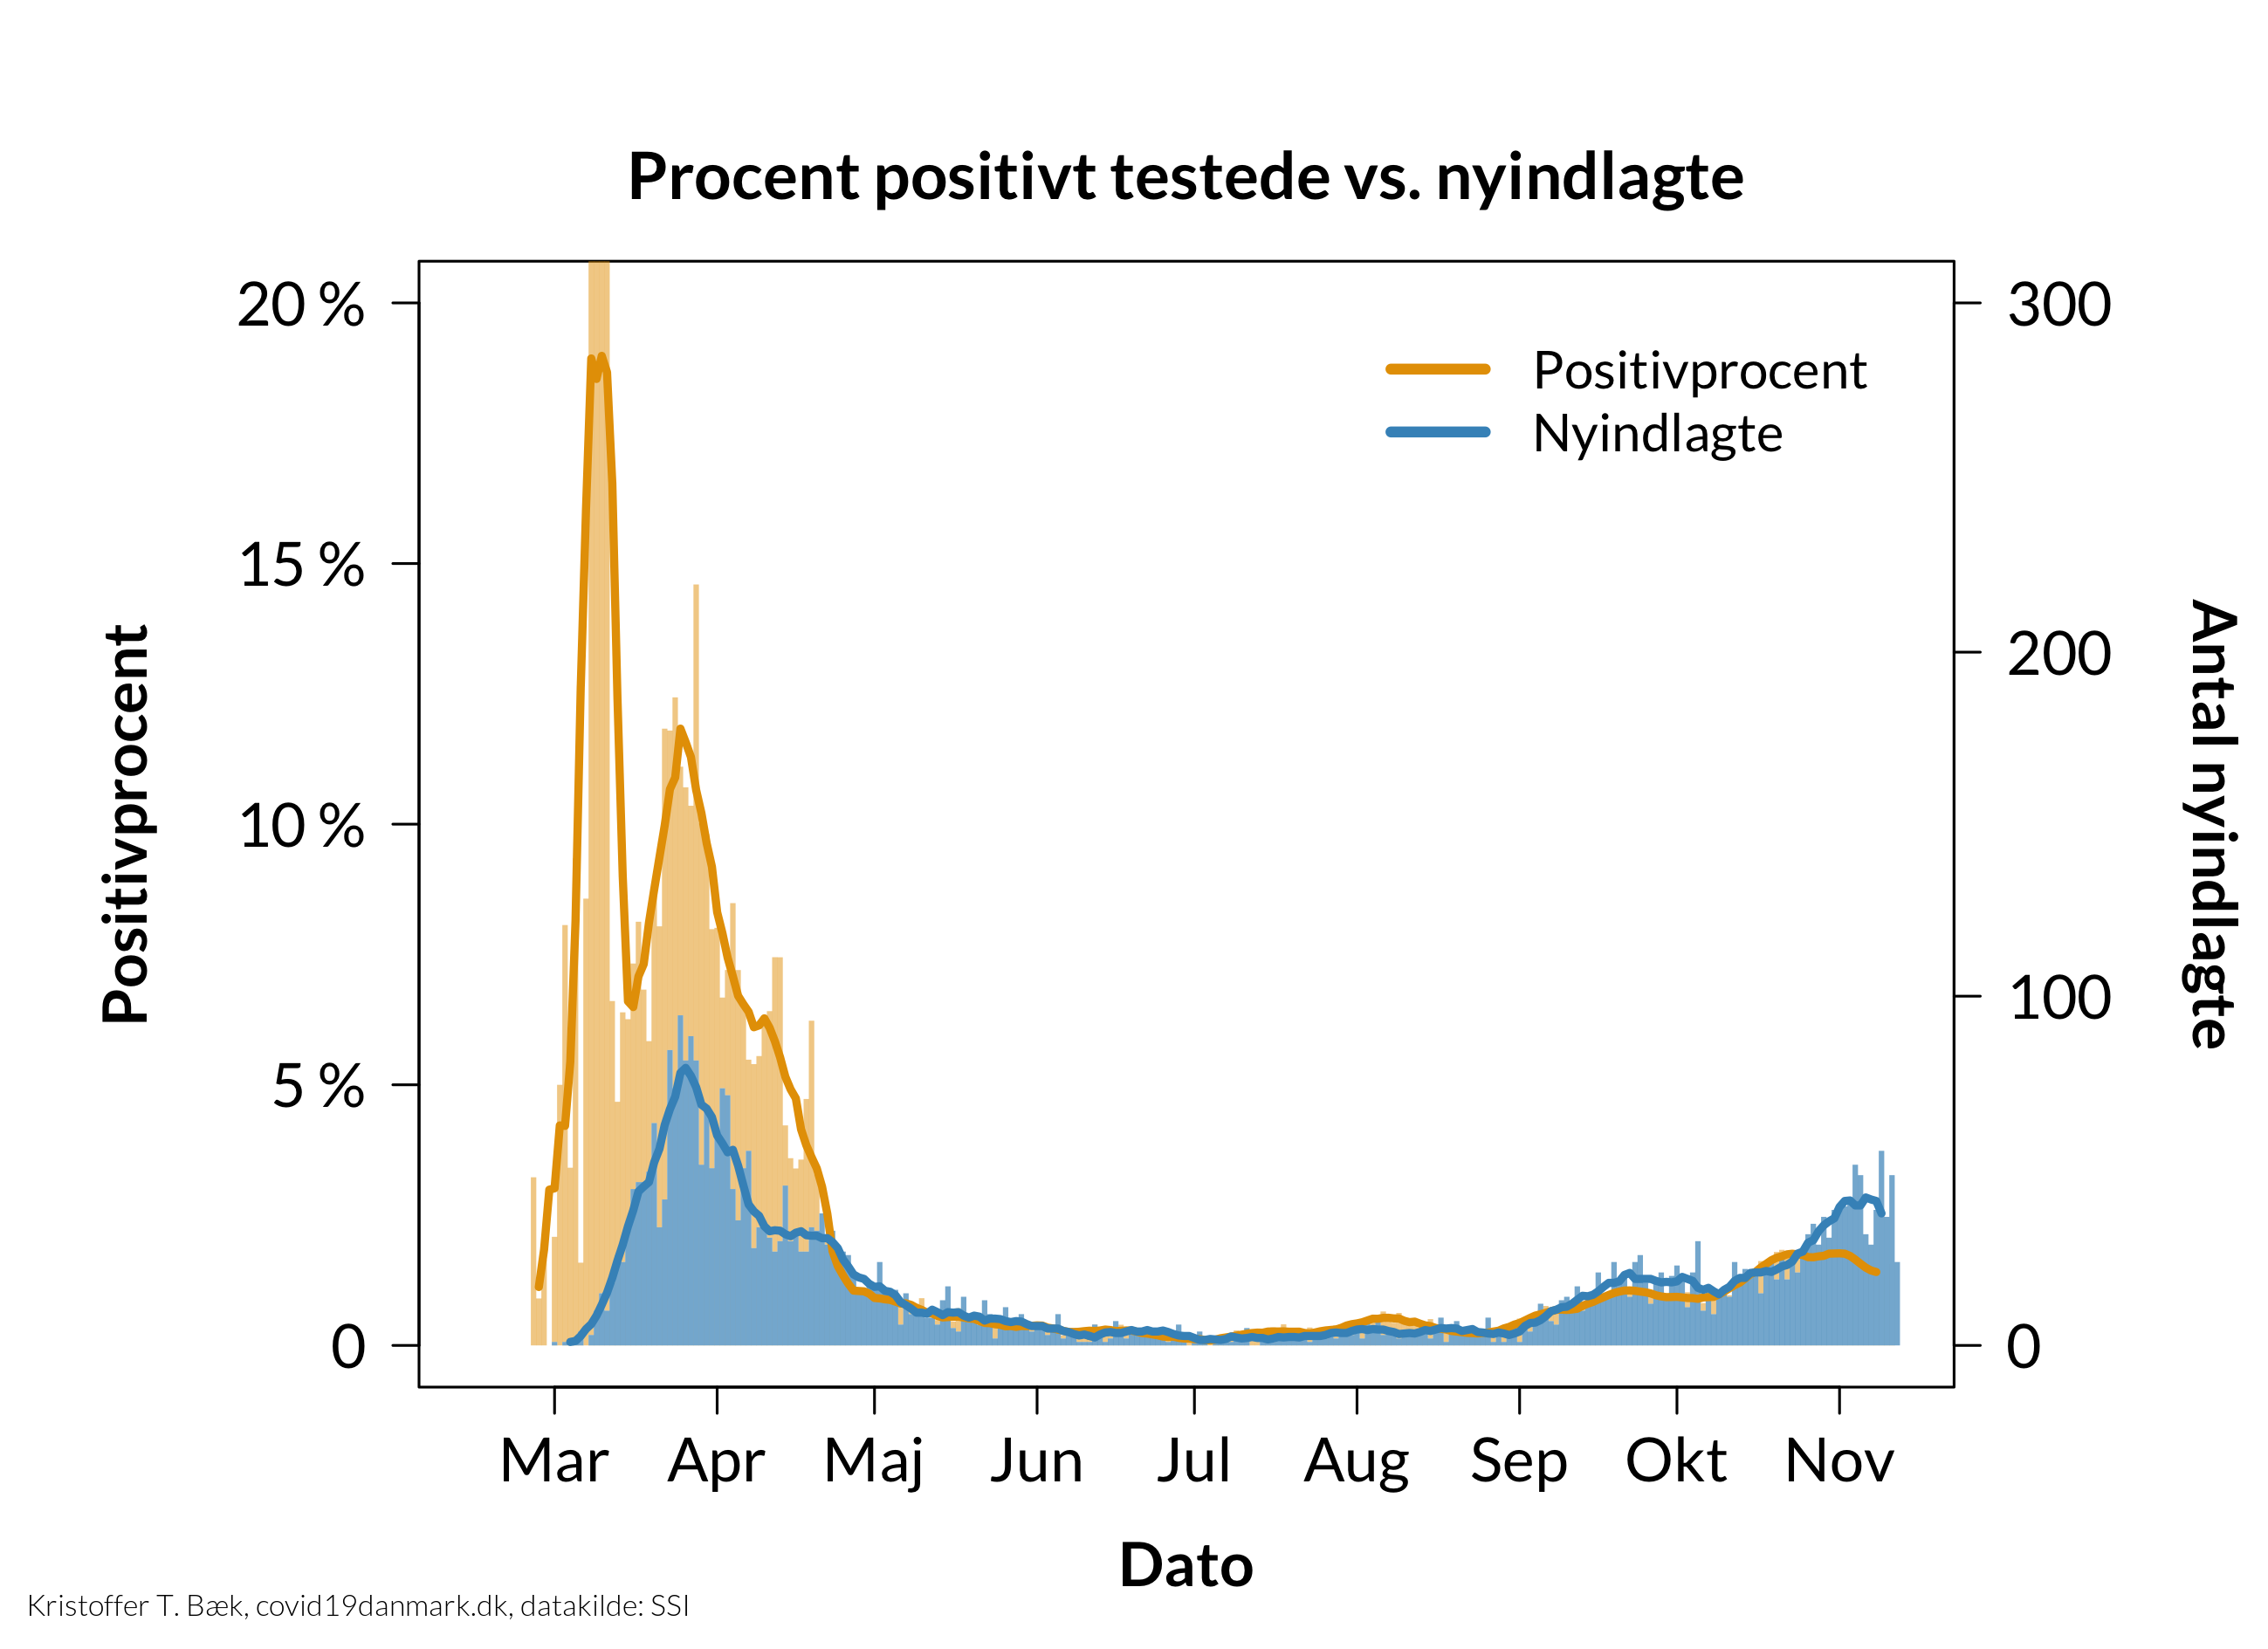 Procent positivt testede vs. nyindlagte
20 %
15 %
10 %
5 %
0
Positivprocent
Positivprocent
Nyindlagte
300
200
100
0
Antal nyindlagte
Mar Apr Maj Jun Jul Aug Sep Okt Nov
Dato
Kristoffer T. Bæk, covid19danmark.dk, datakilde: SSI